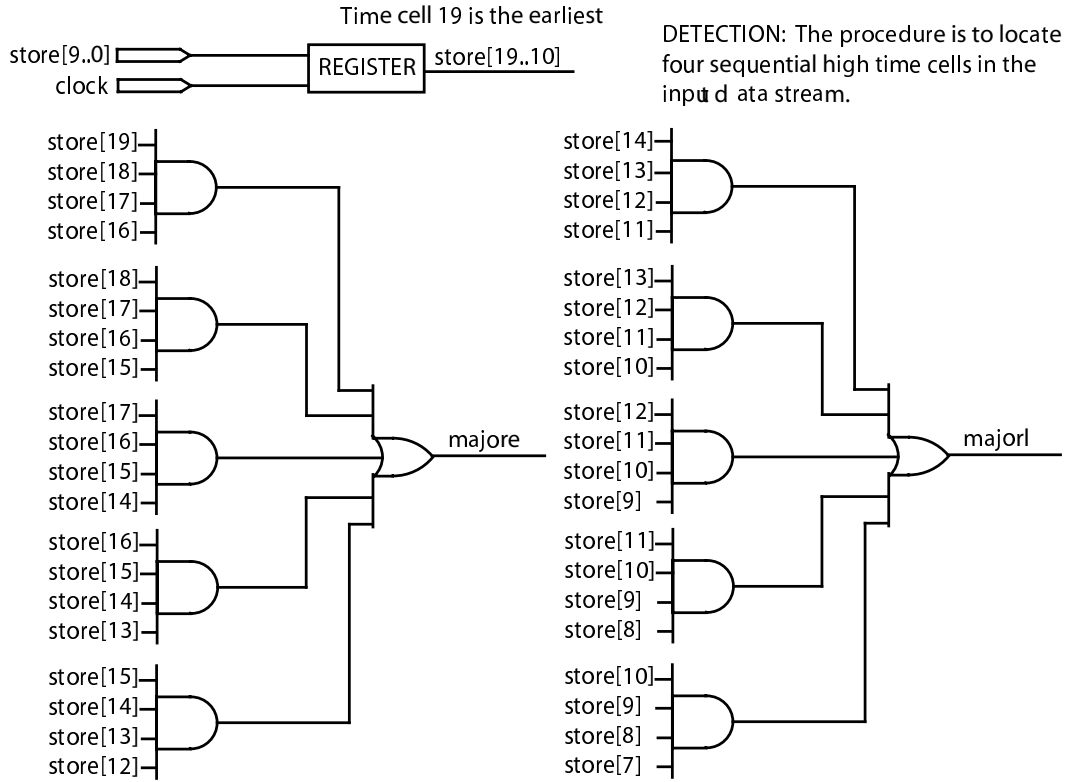 Time cell 19 is the earliest
store[9..0]
clock
REGISTER
store[19..10]
DETECTION: The procedure is to locate
four sequential high time cells in the
input d ata stream.
store[19]
store[18]
store[17]
store[16]
store[18]
store[17]
store[16]
store[15]
store[17]
store[16]
store[15]
store[14]
store[16]
store[15]
store[14]
store[13]
store[15]
store[14]
store[13]
store[12]
majore
store[14]
store[13]
store[12]
store[11]
store[13]
store[12]
store[11]
store[10]
store[12]
store[11]
store[10]
store[9]
store[11]
store[10]
store[9]
store[8]
store[10]
store[9]
store[8]
store[7]
majorl